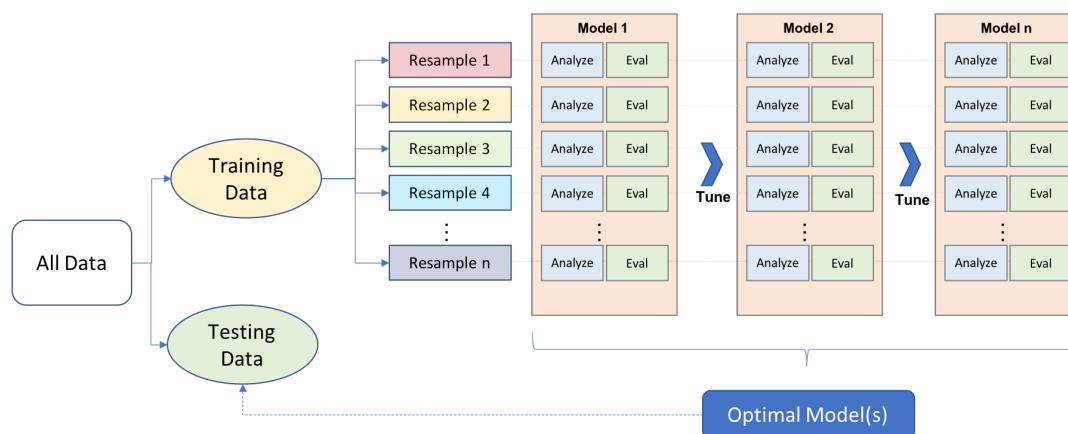 Model 1
Model 2
Model n
Resample 1
Analyze
Eval
Analyze
Eval
Analyze
Eval
Resample 2
Analyze
Eval
Analyze
Eval
Analyze
Eval
Resample 3
Analyze
Eval
Analyze
Eval
Analyze
Eval
Training
Data
Resample 4
Analyze
Eval
Tune
Analyze
Eval
Tune
Analyze
Eval
All Data
Resample n
Analyze
Eval
Analyze
Eval
Analyze
Eval
Testing
Data
Optimal Model(s)